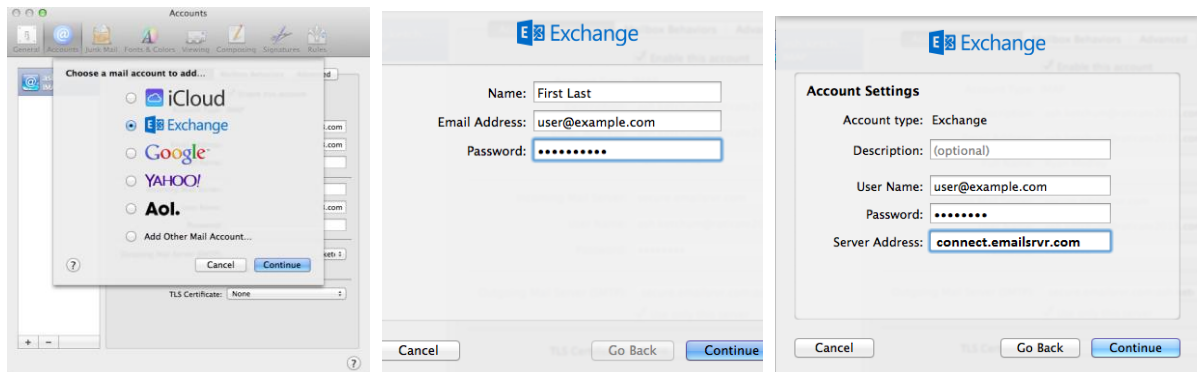 Accounts
General Accounts Junk Mail Fonts & Colors Viewing Composing Signatures Rules
Choose a mail account to add...
iCloud
Exchange
Google
YAHOO!
Aol.
Add Other Mail Account...
? Cancel Continue
TLS Certificate: None
+ −
?
E Exchange
Name: First Last
Email Address: user@example.com
Password: ••••••••••
Cancel Go Back Continue
E Exchange
Account Settings
Account type: Exchange
Description: (optional)
User Name: user@example.com
Password: ••••••••
Server Address: connect.emailsrvr.com
Cancel Go Back Continue